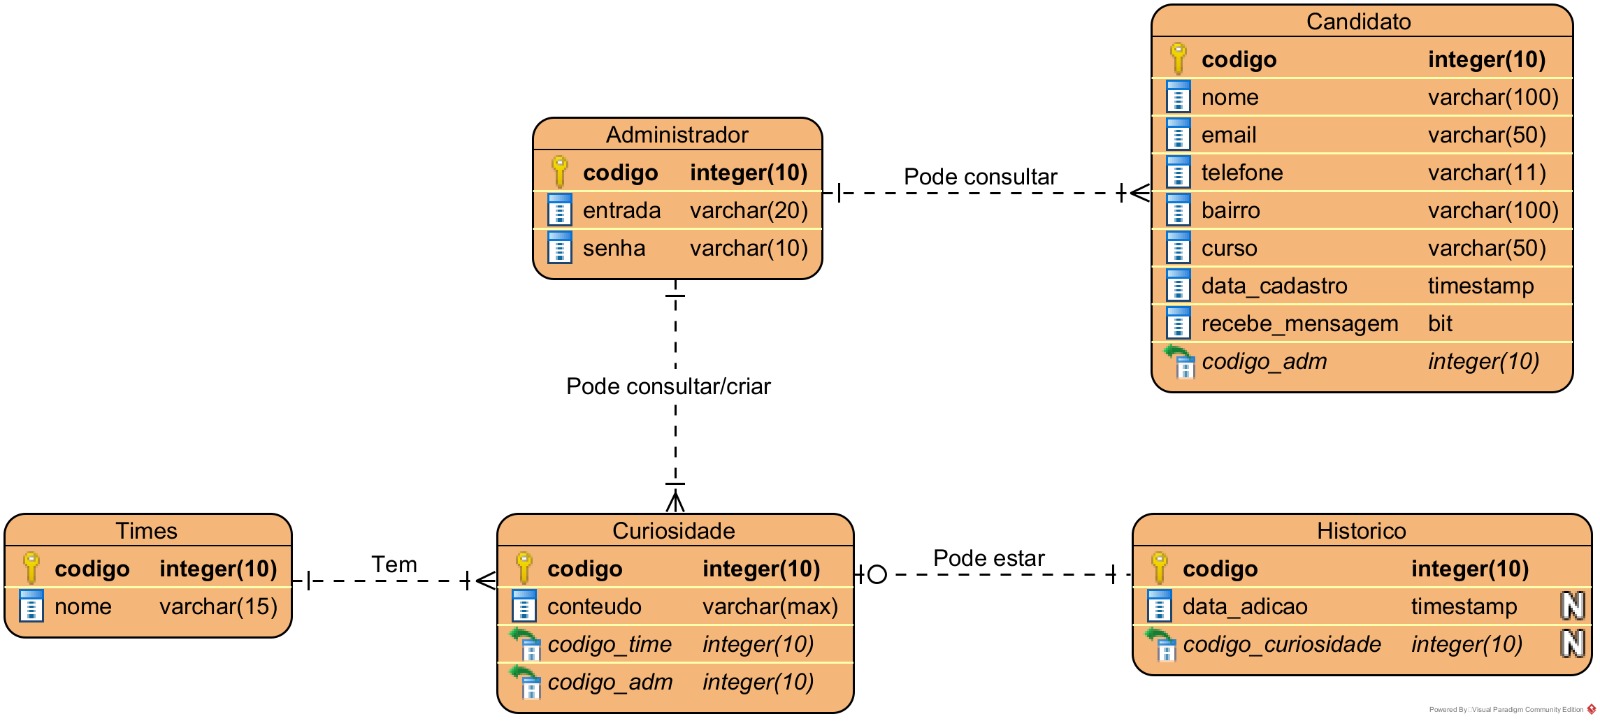 Candidato
codigo integer(10)
nome varchar(100)
email varchar(50)
telefone varchar(11)
bairro varchar(100)
curso varchar(50)
data_cadastro timestamp
recebe_mensagem bit
codigo_adm integer(10)
Administrador
codigo integer(10)
entrada varchar(20)
senha varchar(10)
Pode consultar
Pode consultar/criar
Times
codigo integer(10)
nome varchar(15)
Tem
Curiosidade
codigo integer(10)
conteudo varchar(max)
codigo_time integer(10)
codigo_adm integer(10)
Pode estar
Historico
codigo integer(10)
data_adicao timestamp N
codigo_curiosidade integer(10) N
Powered By: Visual Paradigm Community Edition